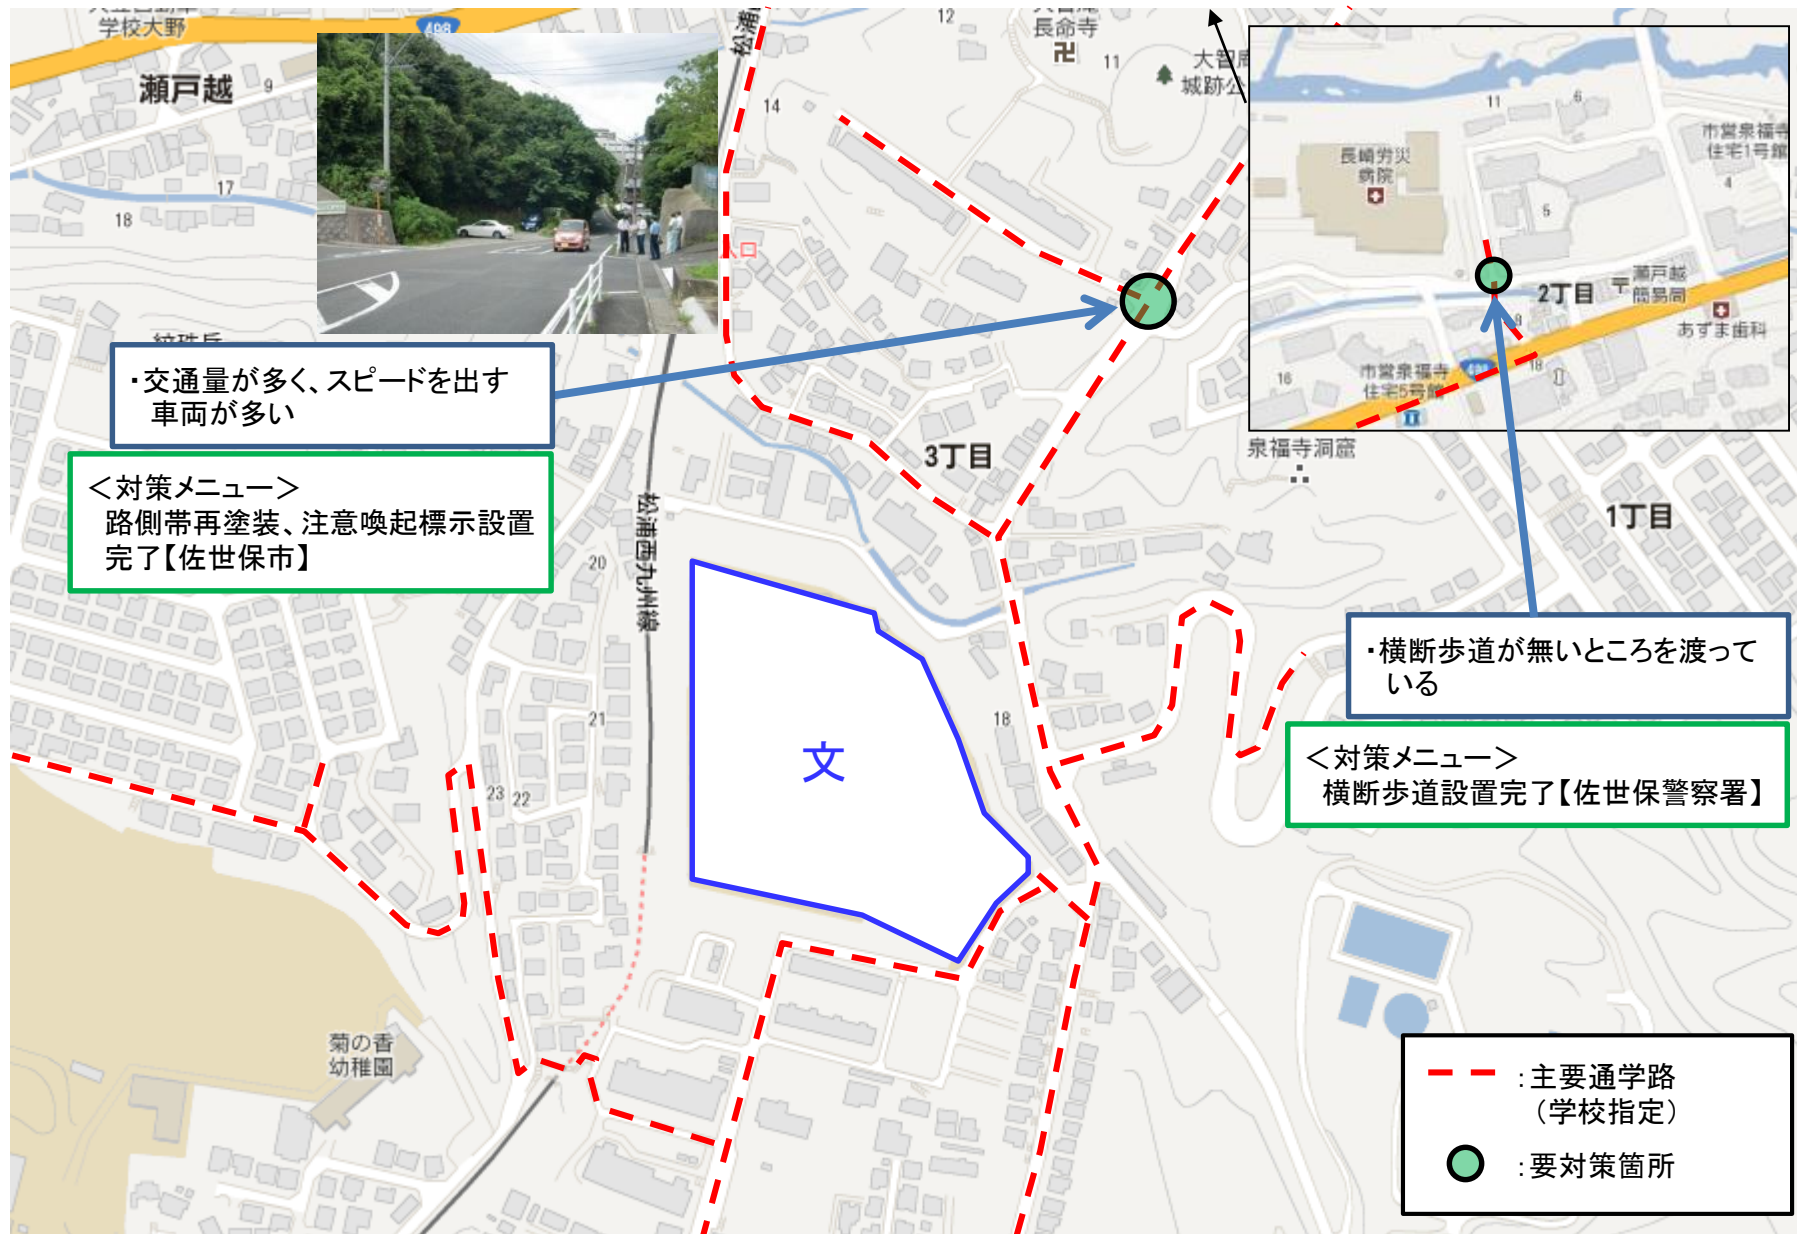 学校大野
498
松浦
12
長命寺
11
城跡公
14
瀬戸越
9
17
18
入口
11
6
長崎労災
病院
市営泉福寺
住宅1号館
4
5
2丁目
瀬戸越
簡易局
8
あずま歯科
18
16
市営泉福寺
住宅5号館
・交通量が多く、スピードを出す
車両が多い
<対策メニュー>
路側帯再塗装、注意喚起標示設置
完了【佐世保市】
3丁目
泉福寺洞窟
1丁目
松浦西九州線
20
21
18
・横断歩道が無いところを渡って
いる
<対策メニュー>
横断歩道設置完了【佐世保警察署】
文
23
22
菊の香
幼稚園
:主要通学路
(学校指定)
:要対策箇所